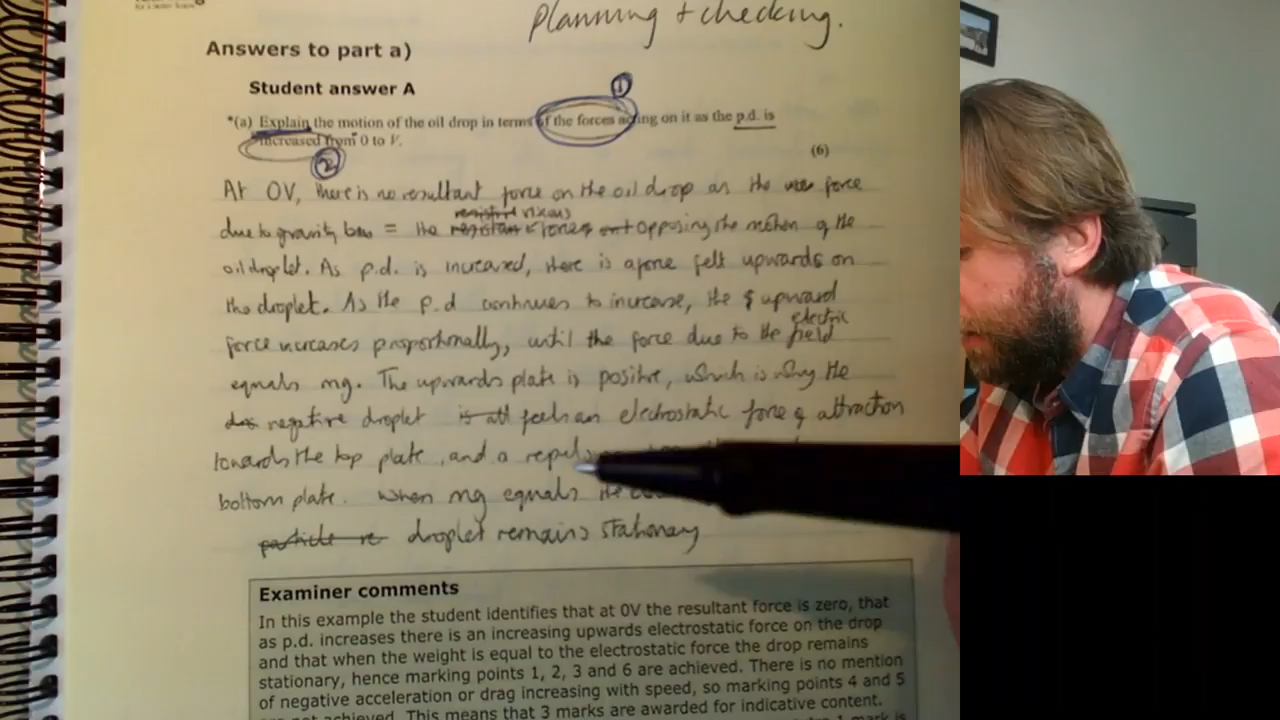 planning + checking.
Answers to part a)
Student answer A
①
*(a) Explain the motion of the oil drop in terms of the forces acting on it as the p.d. is
increased from 0 to V.
②
(6)
At 0V, there is no resultant force on the oil drop as the force
due to gravity = the viscous forces opposing the motion of the
oil droplet. As p.d. is increased, there is a force felt upwards on
the droplet. As the p.d continues to increase, the upward
force increases proportionally, until the force due to the electric field
equals mg. The upwards plate is positive, which is why the
negative droplet feels an electrostatic force of attraction
towards the top plate, and a
bottom plate. When mg equals the
particle re droplet remains stationary
Examiner comments
In this example the student identifies that at 0V the resultant force is zero, that
as p.d. increases there is an increasing upwards electrostatic force on the drop
and that when the weight is equal to the electrostatic force the drop remains
stationary, hence marking points 1, 2, 3 and 6 are achieved. There is no mention
of negative acceleration or drag increasing with speed, so marking points 4 and 5
are not achieved. This means that 3 marks are awarded for indicative content.